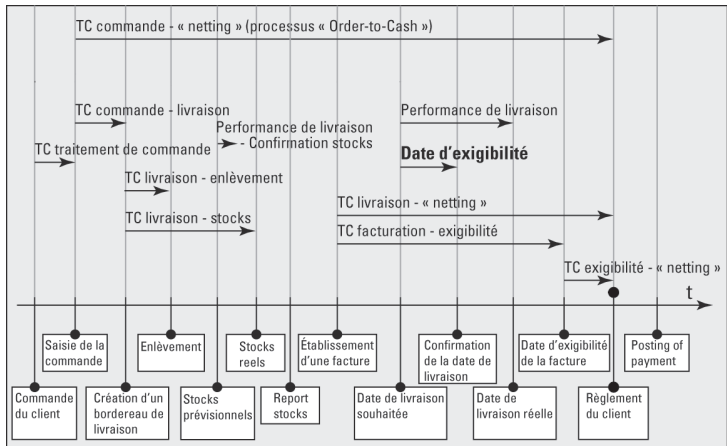 TC commande - « netting » (processus « Order-to-Cash »)
TC commande - livraison
Performance de livraison
Performance de livraison
- Confirmation stocks
TC traitement de commande
Date d'exigibilité
TC livraison - enlèvement
TC livraison - stocks
TC livraison - « netting »
TC facturation - exigibilité
TC exigibilité - « netting »
t
Saisie de la
commande
Enlèvement
Stocks
reels
Établissement
d'une facture
Confirmation
de la date de
livraison
Date d'exigibilité
de la facture
Posting of
payment
Commande
du client
Création d'un
bordereau de
livraison
Stocks
prévisionnels
Report
stocks
Date de livraison
souhaitée
Date de
livraison réelle
Règlement
du client